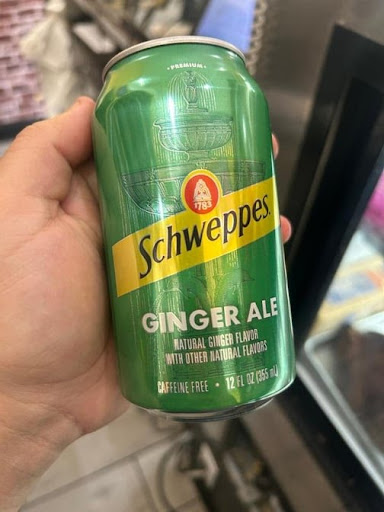 •PREMIUM•
1783
Schweppes®
GINGER ALE
NATURAL GINGER FLAVOR
WITH OTHER NATURAL FLAVORS
CAFFEINE FREE • 12 FL OZ (355 mL)